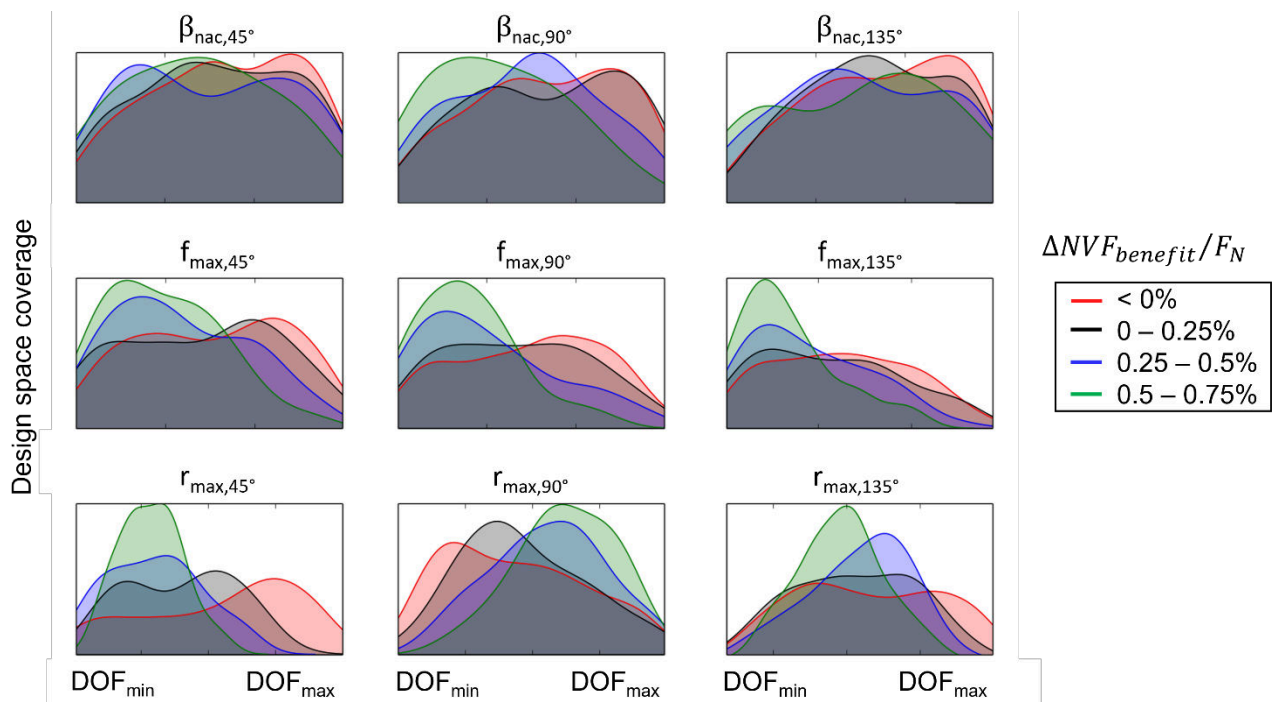 β_nac,45° β_nac,90° β_nac,135°
f_max,45° f_max,90° f_max,135°
r_max,45° r_max,90° r_max,135°
Design space coverage
DOF_min DOF_max DOF_min DOF_max DOF_min DOF_max
ΔNVF_benefit/F_N
< 0%
0 – 0.25%
0.25 – 0.5%
0.5 – 0.75%